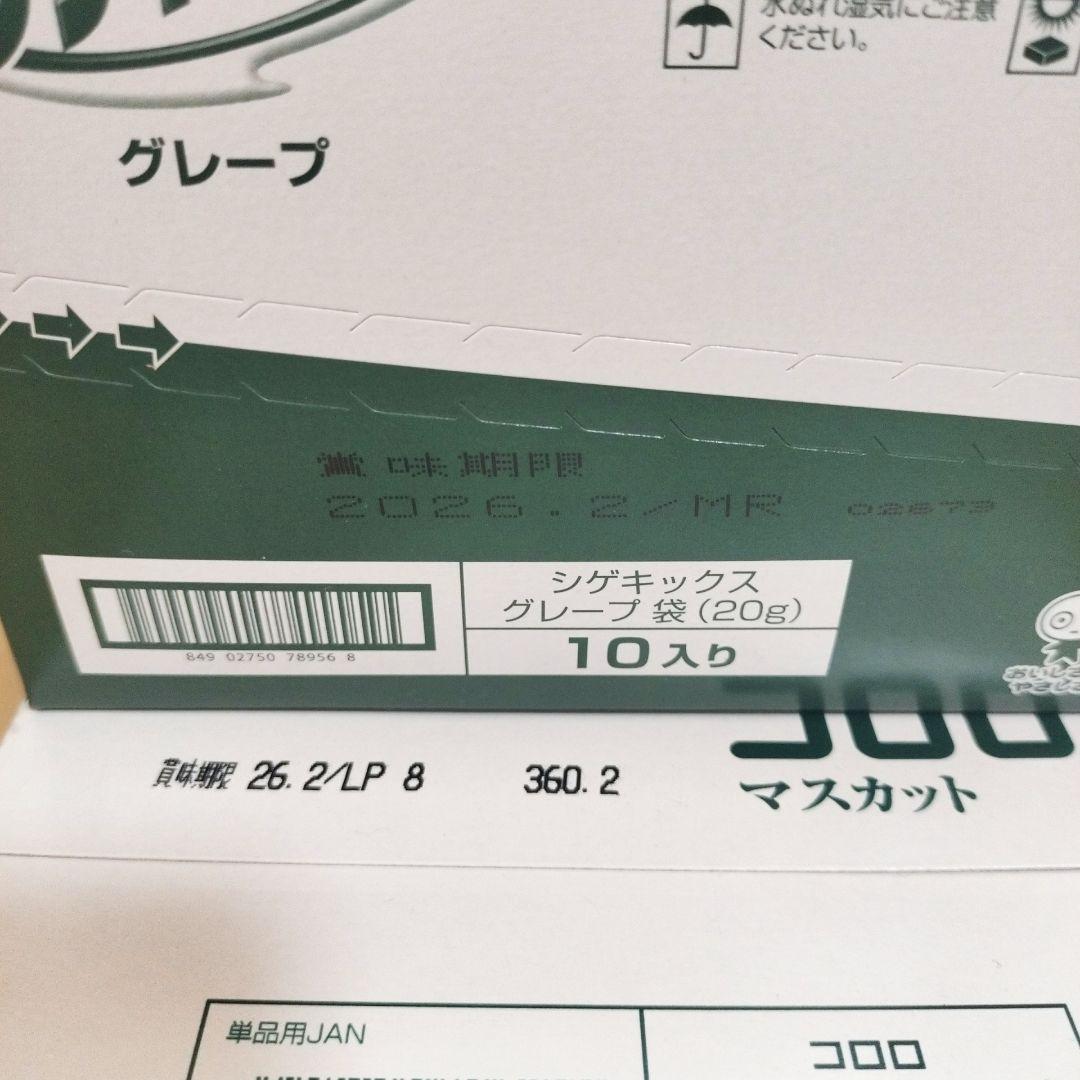 水ぬれ湿気にご注意
ください。
グレープ
賞味期限
2026.2/MR 02873
シゲキックス
グレープ 袋(20g)
10入り
849 02750 78956 8
コロロ
マスカット
賞味期限 26.2/LP 8 360.2
単品用JAN
コロロ